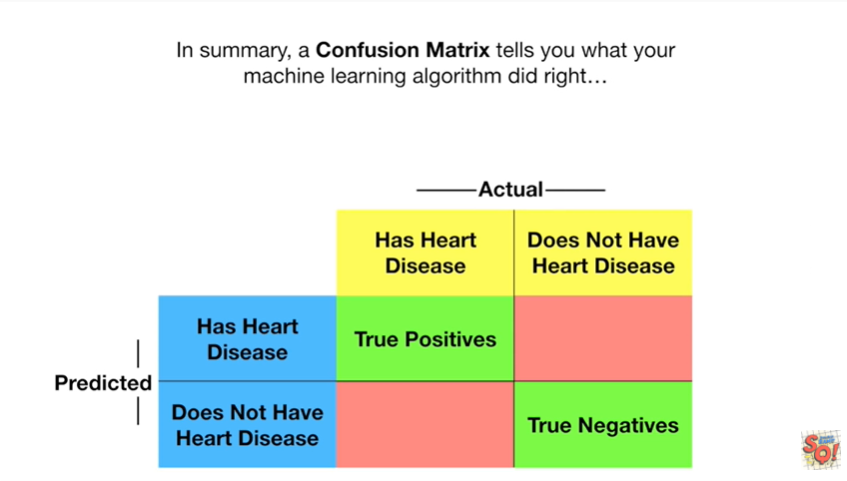 In summary, a Confusion Matrix tells you what your
machine learning algorithm did right…
Actual
Has Heart
Disease
Does Not Have
Heart Disease
Has Heart
Disease
True Positives
Predicted
Does Not Have
Heart Disease
True Negatives
SQ!